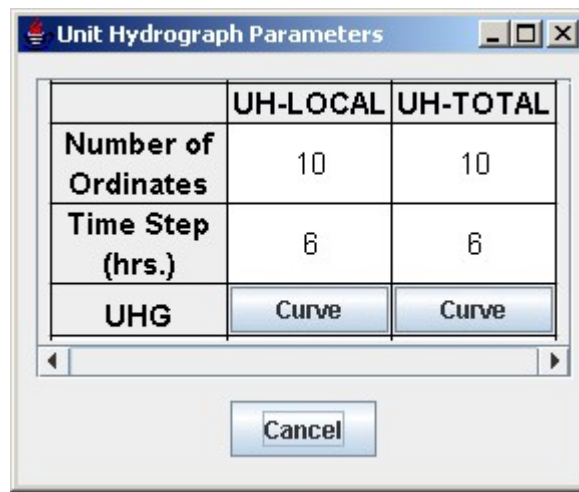 Unit Hydrograph Parameters
UH-LOCAL UH-TOTAL
Number of
Ordinates
10 10
Time Step
(hrs.)
6 6
UHG Curve Curve
Cancel